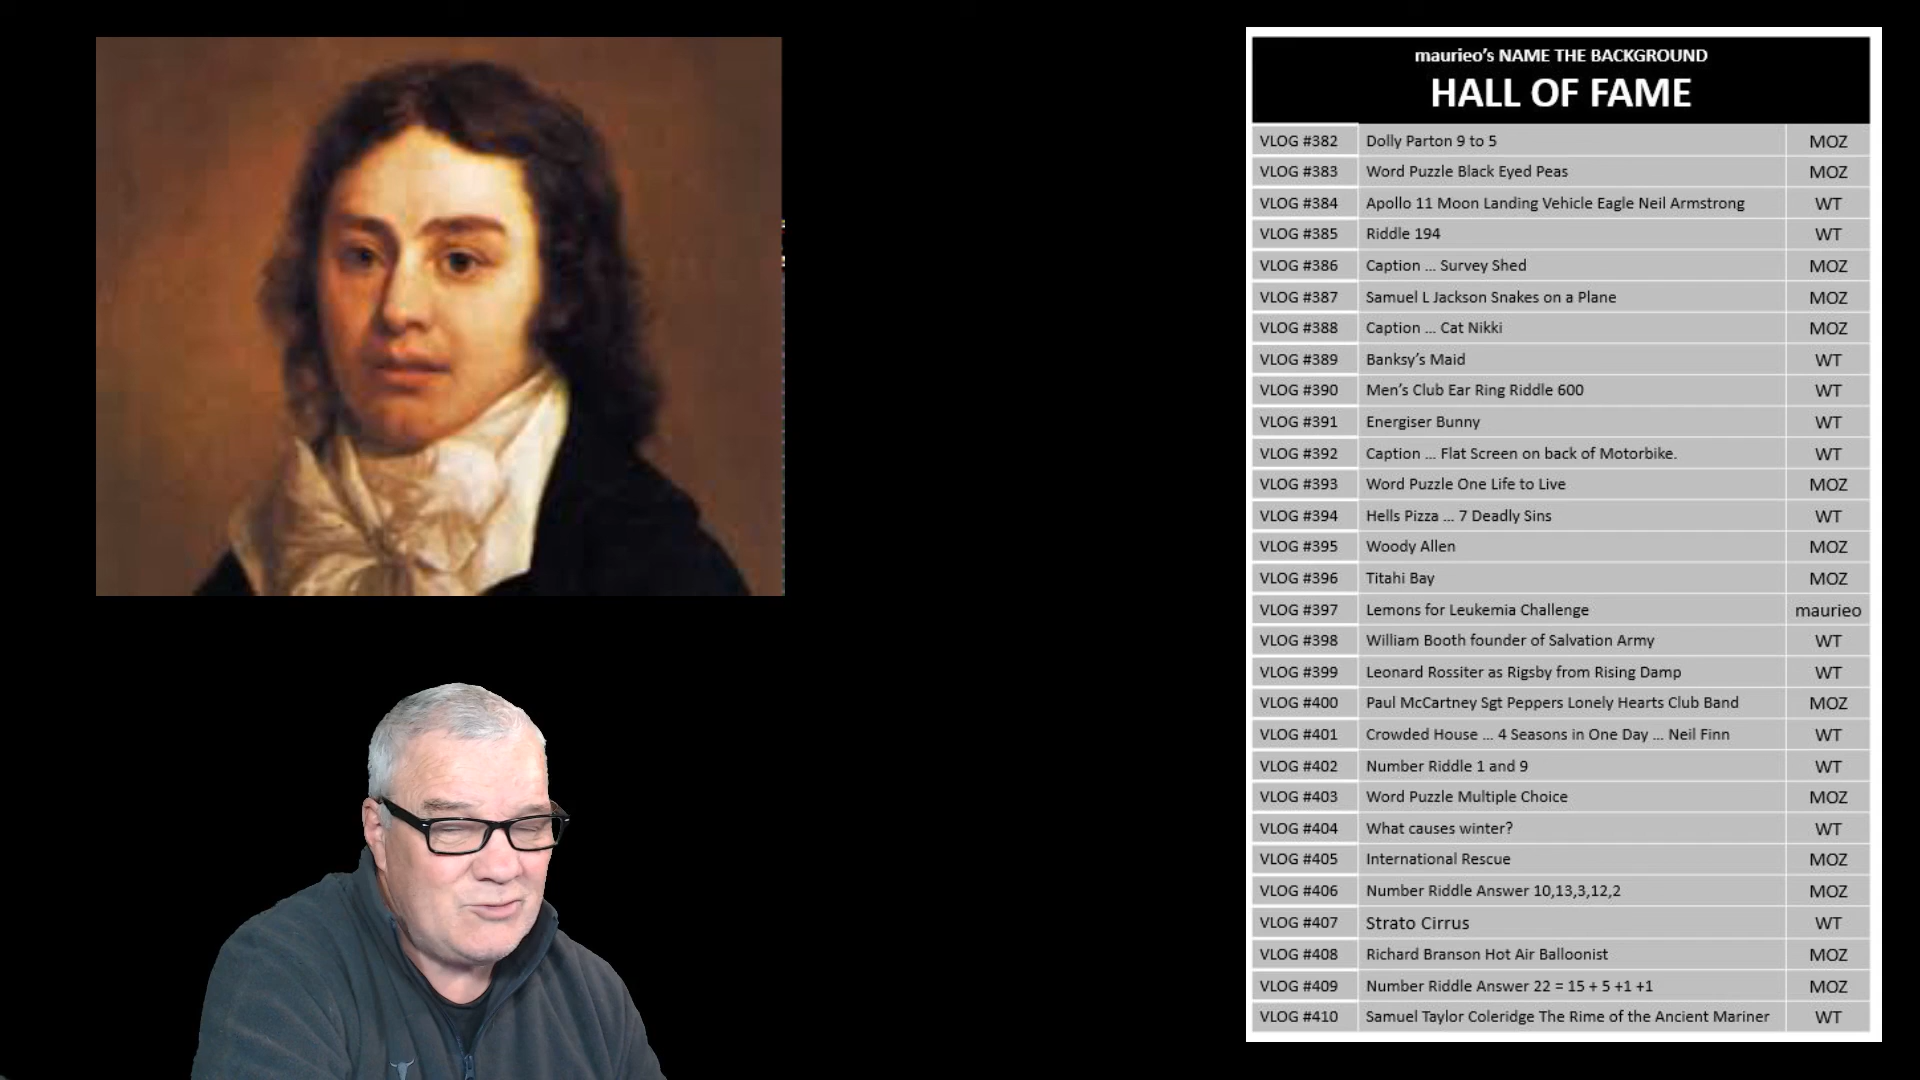 maurieo's NAME THE BACKGROUND
HALL OF FAME
VLOG #382 Dolly Parton 9 to 5 MOZ
VLOG #383 Word Puzzle Black Eyed Peas MOZ
VLOG #384 Apollo 11 Moon Landing Vehicle Eagle Neil Armstrong WT
VLOG #385 Riddle 194 WT
VLOG #386 Caption ... Survey Shed MOZ
VLOG #387 Samuel L Jackson Snakes on a Plane MOZ
VLOG #388 Caption ... Cat Nikki MOZ
VLOG #389 Banksy's Maid WT
VLOG #390 Men's Club Ear Ring Riddle 600 WT
VLOG #391 Energiser Bunny WT
VLOG #392 Caption ... Flat Screen on back of Motorbike. WT
VLOG #393 Word Puzzle One Life to Live MOZ
VLOG #394 Hells Pizza ... 7 Deadly Sins WT
VLOG #395 Woody Allen MOZ
VLOG #396 Titahi Bay MOZ
VLOG #397 Lemons for Leukemia Challenge maurieo
VLOG #398 William Booth founder of Salvation Army WT
VLOG #399 Leonard Rossiter as Rigsby from Rising Damp WT
VLOG #400 Paul McCartney Sgt Peppers Lonely Hearts Club Band MOZ
VLOG #401 Crowded House ... 4 Seasons in One Day ... Neil Finn WT
VLOG #402 Number Riddle 1 and 9 WT
VLOG #403 Word Puzzle Multiple Choice MOZ
VLOG #404 What causes winter? WT
VLOG #405 International Rescue MOZ
VLOG #406 Number Riddle Answer 10,13,3,12,2 MOZ
VLOG #407 Strato Cirrus WT
VLOG #408 Richard Branson Hot Air Balloonist MOZ
VLOG #409 Number Riddle Answer 22 = 15 + 5 +1 +1 MOZ
VLOG #410 Samuel Taylor Coleridge The Rime of the Ancient Mariner WT